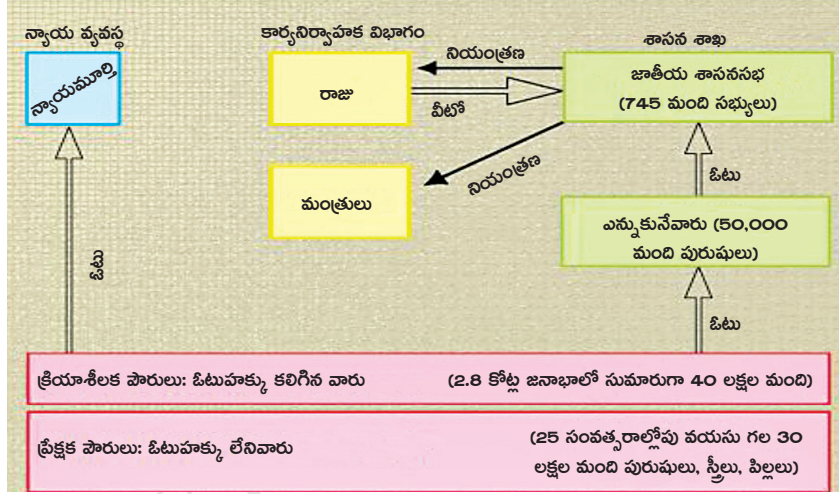 న్యాయ వ్యవస్థ
కార్యనిర్వాహక విభాగం
శాసన శాఖ
న్యాయమూర్తి
రాజు
నియంత్రణ
వీటో
జాతీయ శాసనసభ
(745 మంది సభ్యులు)
మంత్రులు
నియంత్రణ
ఓటు
ఎన్నుకునేవారు (50,000
మంది పురుషులు)
ఓటు
ఓటు
క్రియాశీలక పౌరులు: ఓటుహక్కు కలిగిన వారు (2.8 కోట్ల జనాభాలో సుమారుగా 40 లక్షల మంది)
ప్రేక్షక పౌరులు: ఓటుహక్కు లేనివారు
(25 సంవత్సరాల్లోపు వయసు గల 30
లక్షల మంది పురుషులు, స్త్రీలు, పిల్లలు)